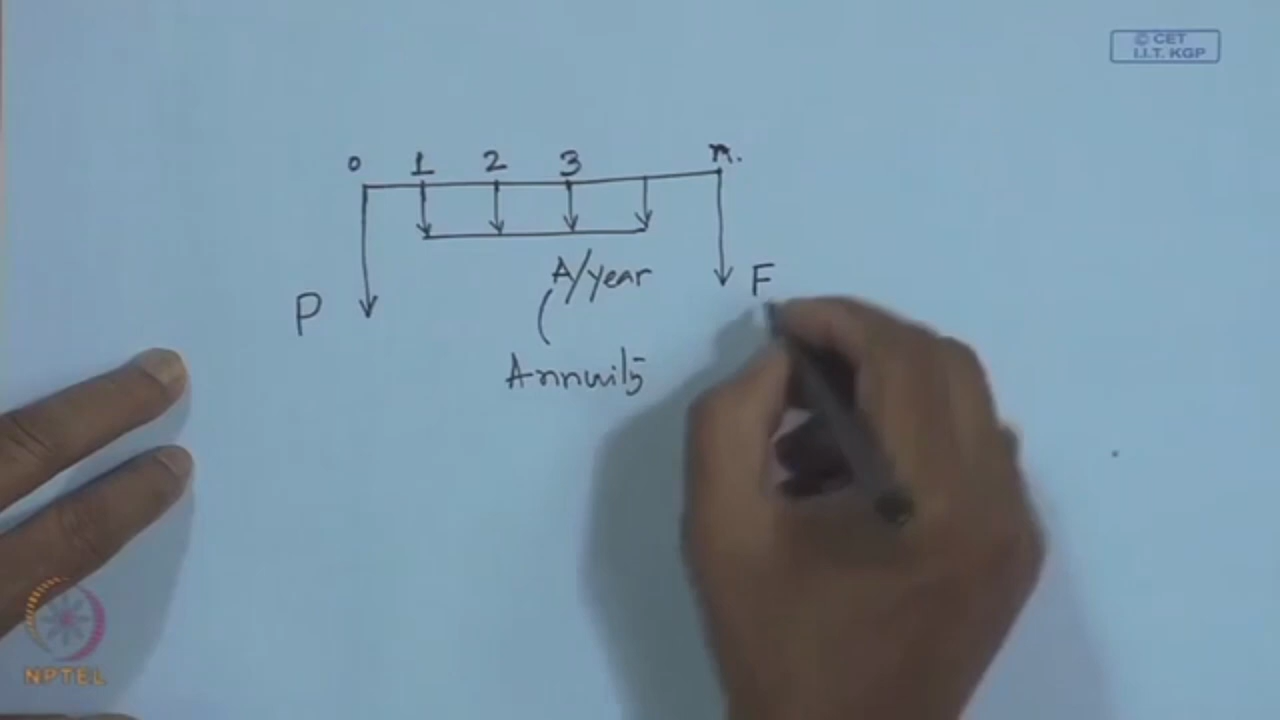 © CET
I.I.T. KGP
0 1 2 3 n.
A/year
P
F
Annuity
NPTEL